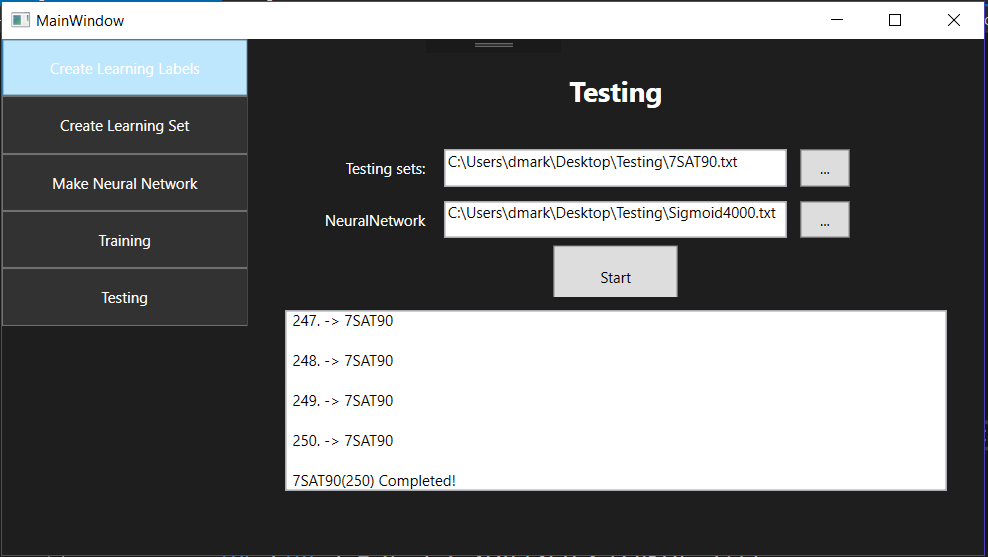 MainWindow
Create Learning Labels
Create Learning Set
Make Neural Network
Training
Testing
Testing
Testing sets:
C:\Users\dmark\Desktop\Testing\7SAT90.txt
...
NeuralNetwork
C:\Users\dmark\Desktop\Testing\Sigmoid4000.txt
...
Start
247. -> 7SAT90
248. -> 7SAT90
249. -> 7SAT90
250. -> 7SAT90
7SAT90(250) Completed!